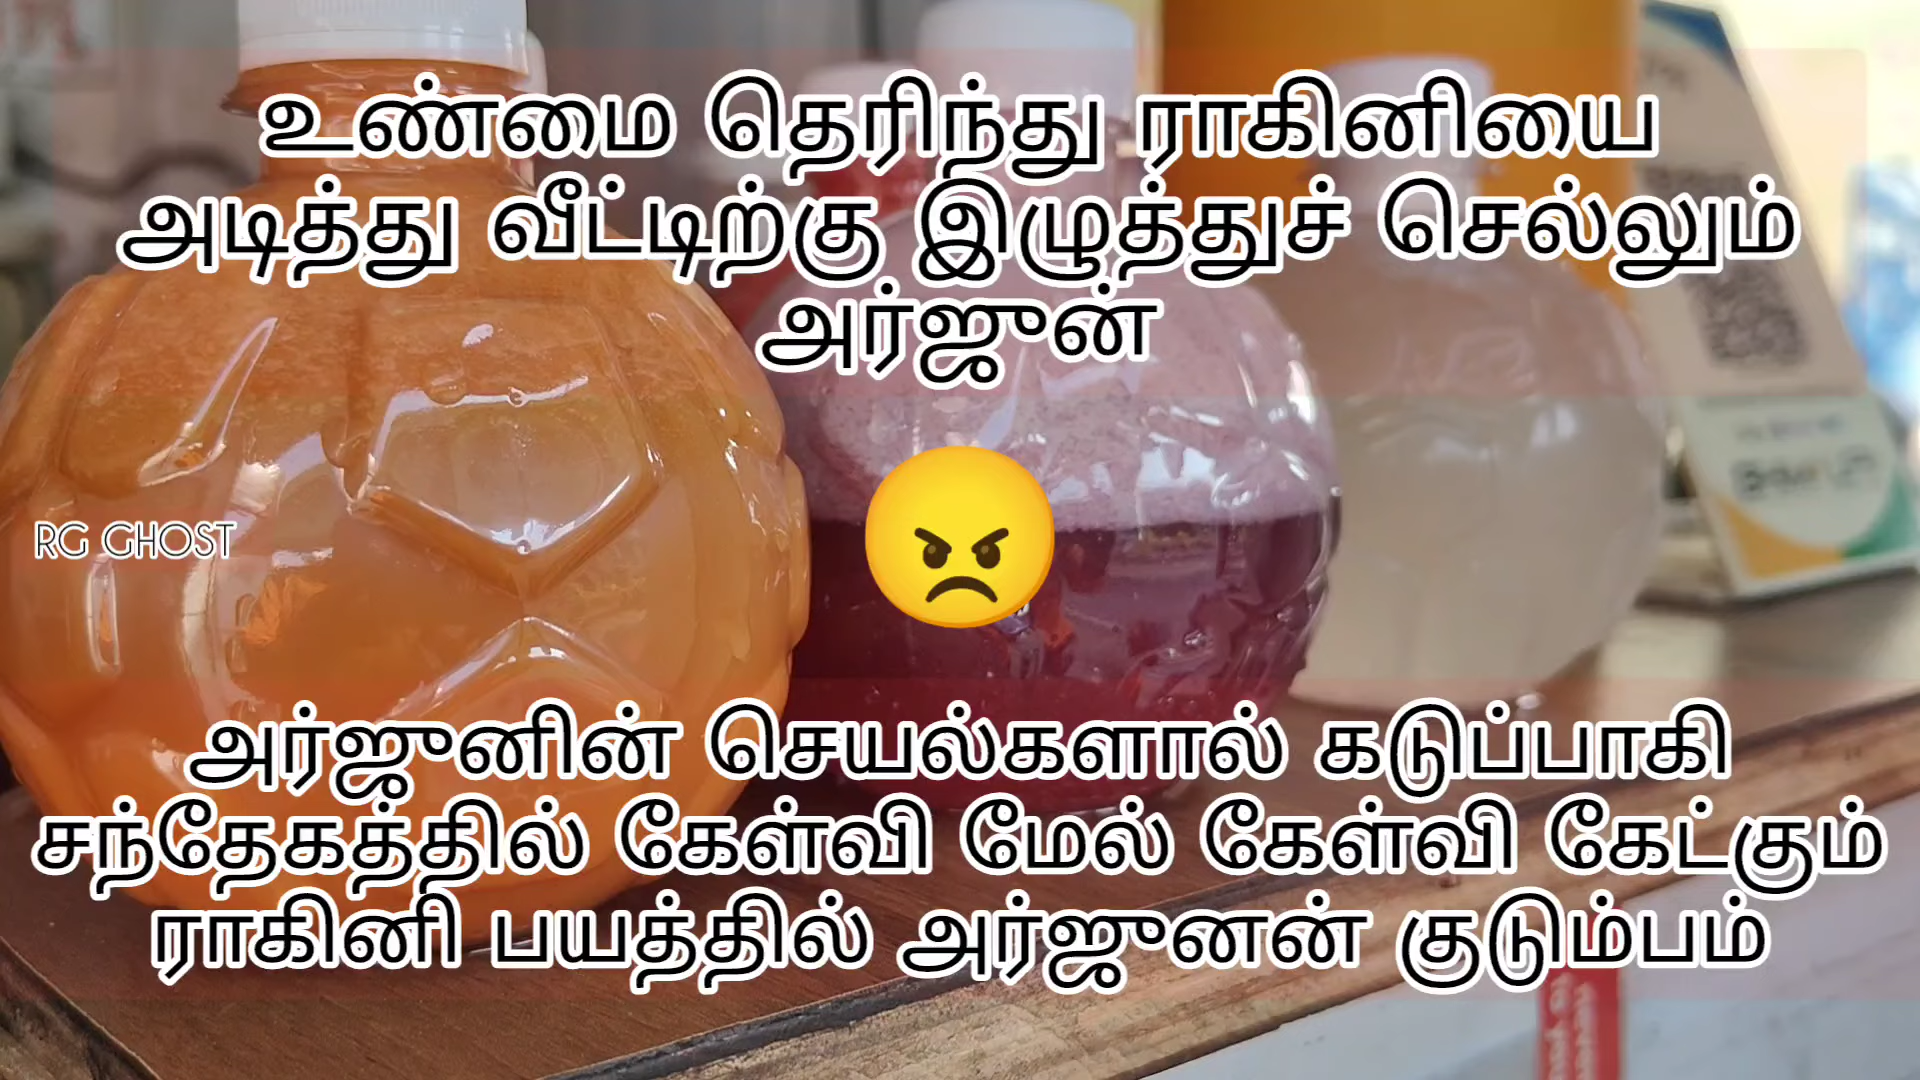 உண்மை தெரிந்து ராகினியை
அடித்து வீட்டிற்கு இழுத்துச் செல்லும்
அர்ஜுன்
RG GHOST
அர்ஜுனின் செயல்களால் கடுப்பாகி
சந்தேகத்தில் கேள்வி மேல் கேள்வி கேட்கும்
ராகினி பயத்தில் அர்ஜுனன் குடும்பம்